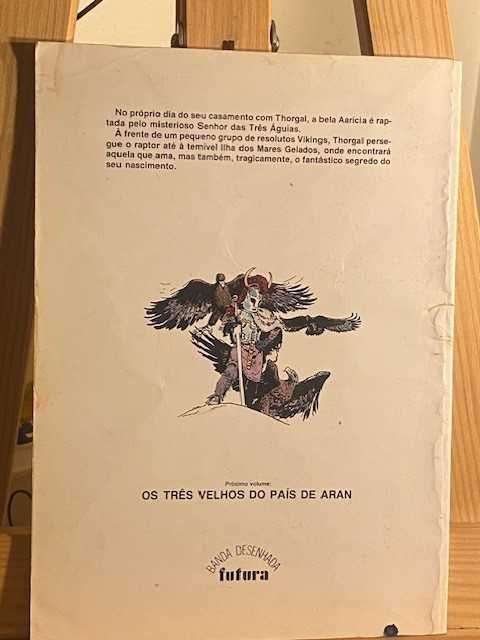 No próprio dia do seu casamento com Thorgal, a bela Aarícia é rap-
tada pelo misterioso Senhor das Três Águias.
À frente de um pequeno grupo de resolutos Vikings, Thorgal perse-
gue o raptor até à temível Ilha dos Mares Gelados, onde encontrará
aquela que ama, mas também, tragicamente, o fantástico segredo do
seu nascimento.
Próximo volume:
OS TRÊS VELHOS DO PAÍS DE ARAN
BANDA DESENHADA
futura